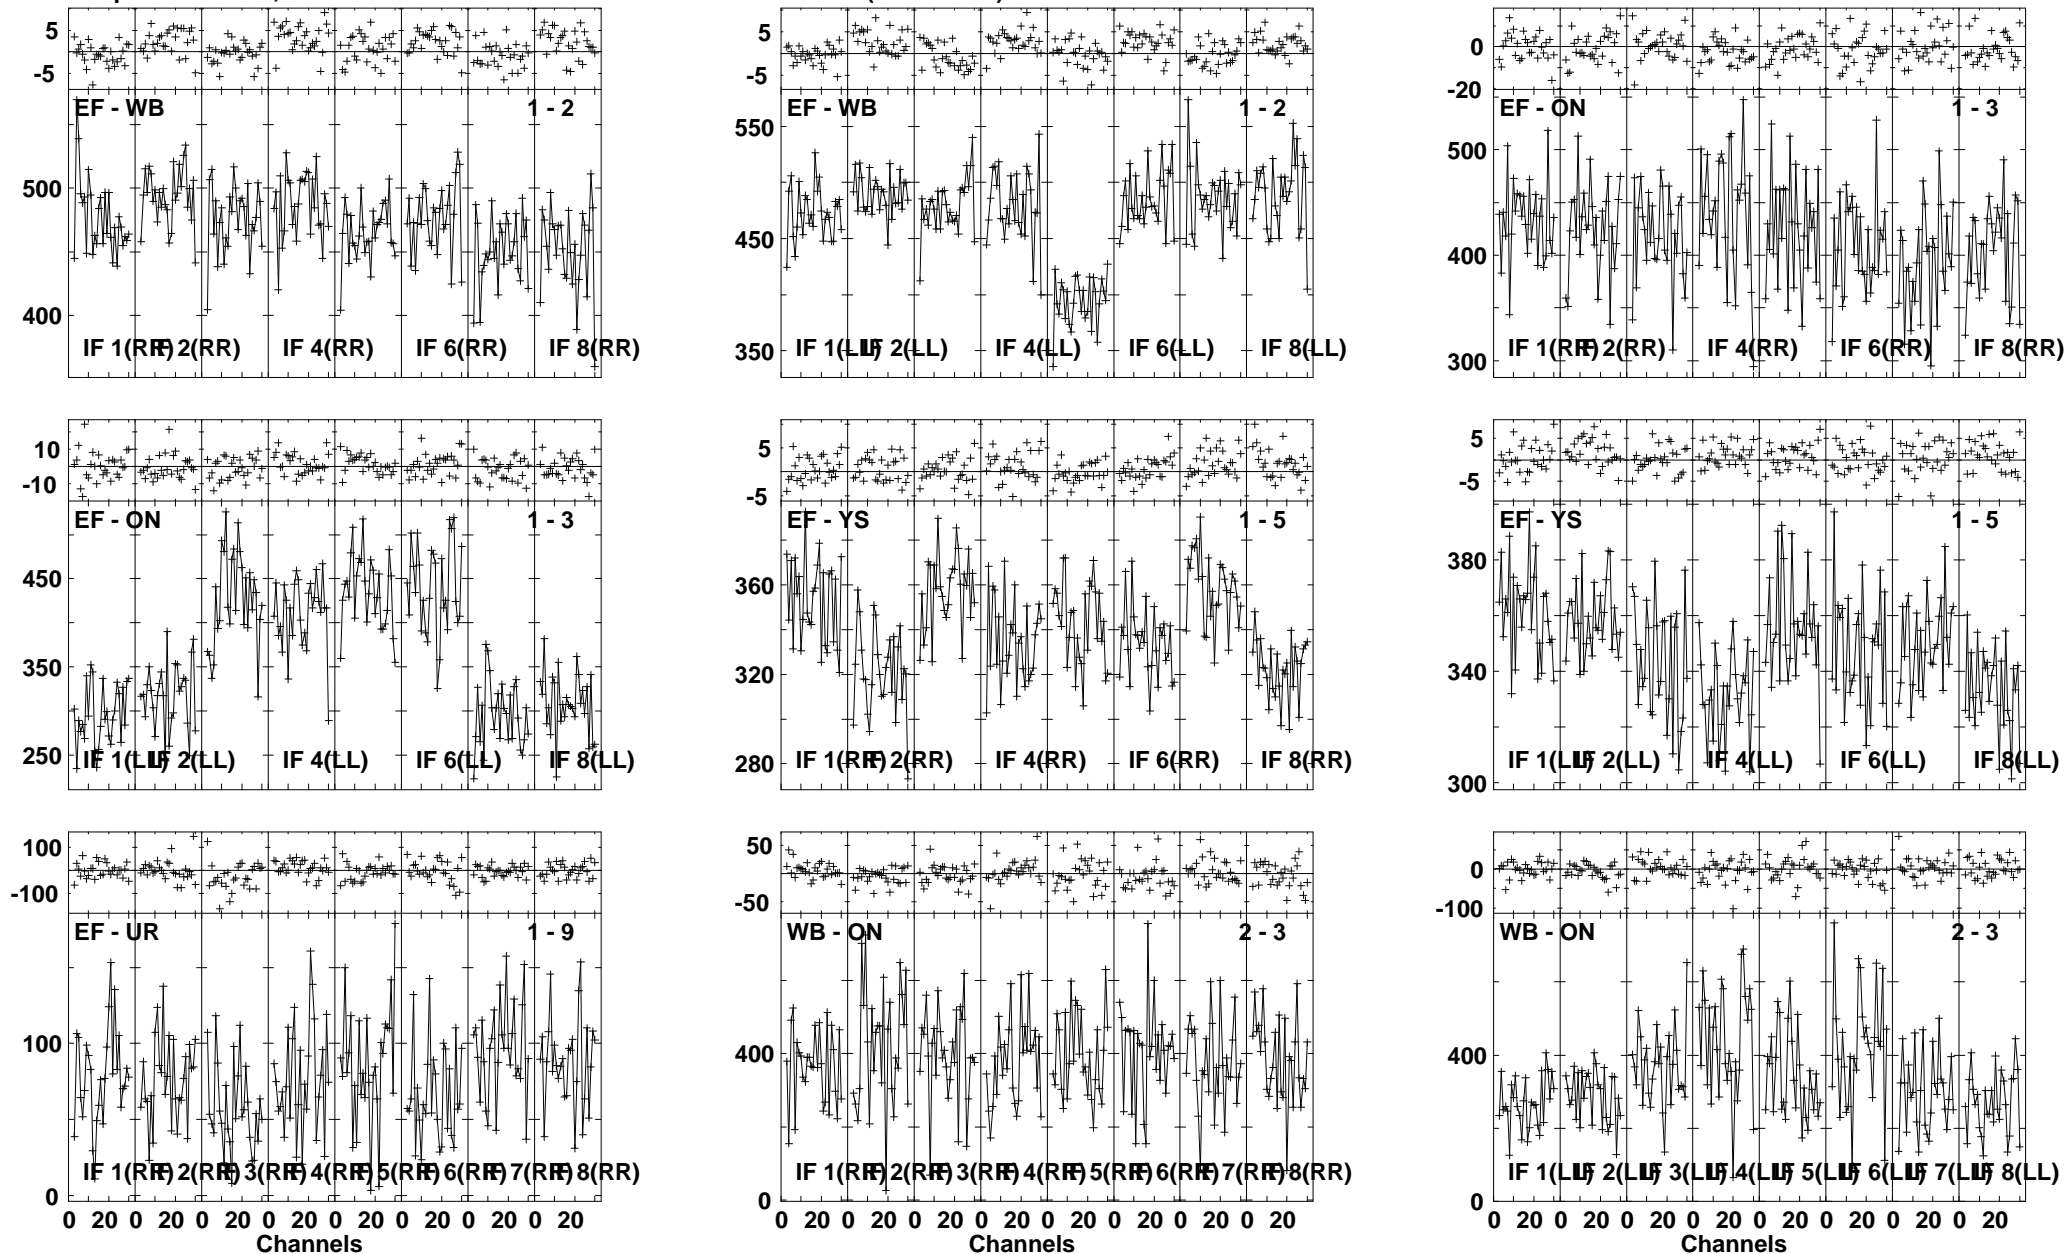 5
-5
EF - WB 1 - 2
500
400
IF 1(RR) IF 2(RR) IF 4(RR) IF 6(RR) IF 8(RR)
5
-5
EF - WB 1 - 2
550
450
350
IF 1(LL) IF 2(LL) IF 4(LL) IF 6(LL) IF 8(LL)
0
-20
EF - ON 1 - 3
500
400
300
IF 1(RR) IF 2(RR) IF 4(RR) IF 6(RR) IF 8(RR)
10
-10
EF - ON 1 - 3
450
350
250
IF 1(LL) IF 2(LL) IF 4(LL) IF 6(LL) IF 8(LL)
5
-5
EF - YS 1 - 5
360
320
280
IF 1(RR) IF 2(RR) IF 4(RR) IF 6(RR) IF 8(RR)
5
-5
EF - YS 1 - 5
380
340
300
IF 1(LL) IF 2(LL) IF 4(LL) IF 6(LL) IF 8(LL)
100
-100
EF - UR 1 - 9
100
0
IF 1(RR) IF 2(RR) IF 3(RR) IF 4(RR) IF 5(RR) IF 6(RR) IF 7(RR) IF 8(RR)
0 20 0 20 0 20 0 20 0 20 0 20 0 20 0 20
Channels
50
-50
WB - ON 2 - 3
400
0
IF 1(RR) IF 2(RR) IF 3(RR) IF 4(RR) IF 5(RR) IF 6(RR) IF 7(RR) IF 8(RR)
0 20 0 20 0 20 0 20 0 20 0 20 0 20 0 20
Channels
0
-100
WB - ON 2 - 3
400
0
IF 1(LL) IF 2(LL) IF 3(LL) IF 4(LL) IF 5(LL) IF 6(LL) IF 7(LL) IF 8(LL)
0 20 0 20 0 20 0 20 0 20 0 20 0 20 0 20
Channels